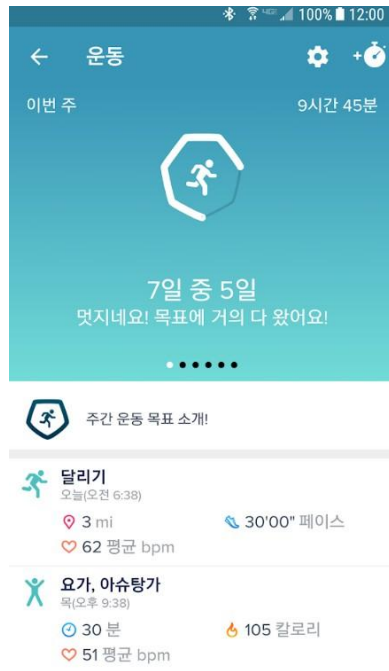 100% 12:00
운동
이번 주 9시간 45분
7일 중 5일
멋지네요! 목표에 거의 다 왔어요!
주간 운동 목표 소개!
달리기
오늘(오전 6:38)
3 mi 30'00" 페이스
62 평균 bpm
요가, 아슈탕가
목(오후 9:38)
30 분 105 칼로리
51 평균 bpm